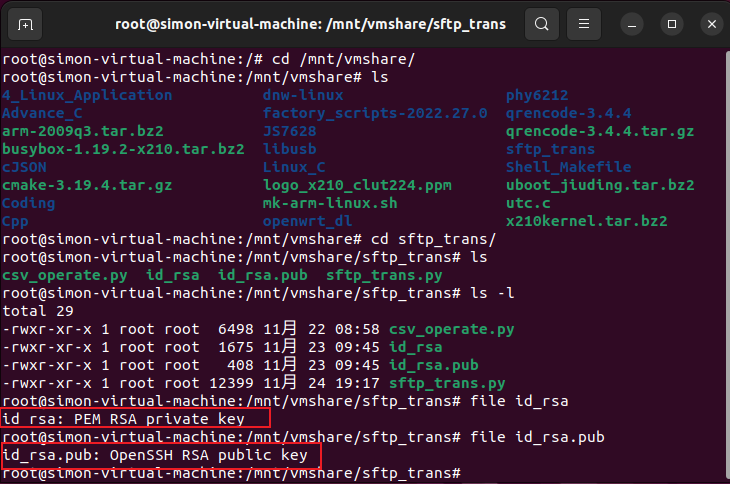 root@simon-virtual-machine: /mnt/vmshare/sftp_trans
root@simon-virtual-machine:/# cd /mnt/vmshare/
root@simon-virtual-machine:/mnt/vmshare# ls
4_Linux_Application dnw-linux phy6212
Advance_C factory_scripts-2022.27.0 qrencode-3.4.4
arm-2009q3.tar.bz2 JS7628 qrencode-3.4.4.tar.gz
busybox-1.19.2-x210.tar.bz2 libusb sftp_trans
cJSON Linux_C Shell_Makefile
cmake-3.19.4.tar.gz logo_x210_clut224.ppm uboot_jiuding.tar.bz2
Coding mk-arm-linux.sh utc.c
Cpp openwrt_dl x210kernel.tar.bz2
root@simon-virtual-machine:/mnt/vmshare# cd sftp_trans/
root@simon-virtual-machine:/mnt/vmshare/sftp_trans# ls
csv_operate.py id_rsa id_rsa.pub sftp_trans.py
root@simon-virtual-machine:/mnt/vmshare/sftp_trans# ls -l
total 29
-rwxr-xr-x 1 root root 6498 11月 22 08:58 csv_operate.py
-rwxr-xr-x 1 root root 1675 11月 23 09:45 id_rsa
-rwxr-xr-x 1 root root 408 11月 23 09:45 id_rsa.pub
-rwxr-xr-x 1 root root 12399 11月 24 19:17 sftp_trans.py
root@simon-virtual-machine:/mnt/vmshare/sftp_trans# file id_rsa
id_rsa: PEM RSA private key
root@simon-virtual-machine:/mnt/vmshare/sftp_trans# file id_rsa.pub
id_rsa.pub: OpenSSH RSA public key
root@simon-virtual-machine:/mnt/vmshare/sftp_trans#